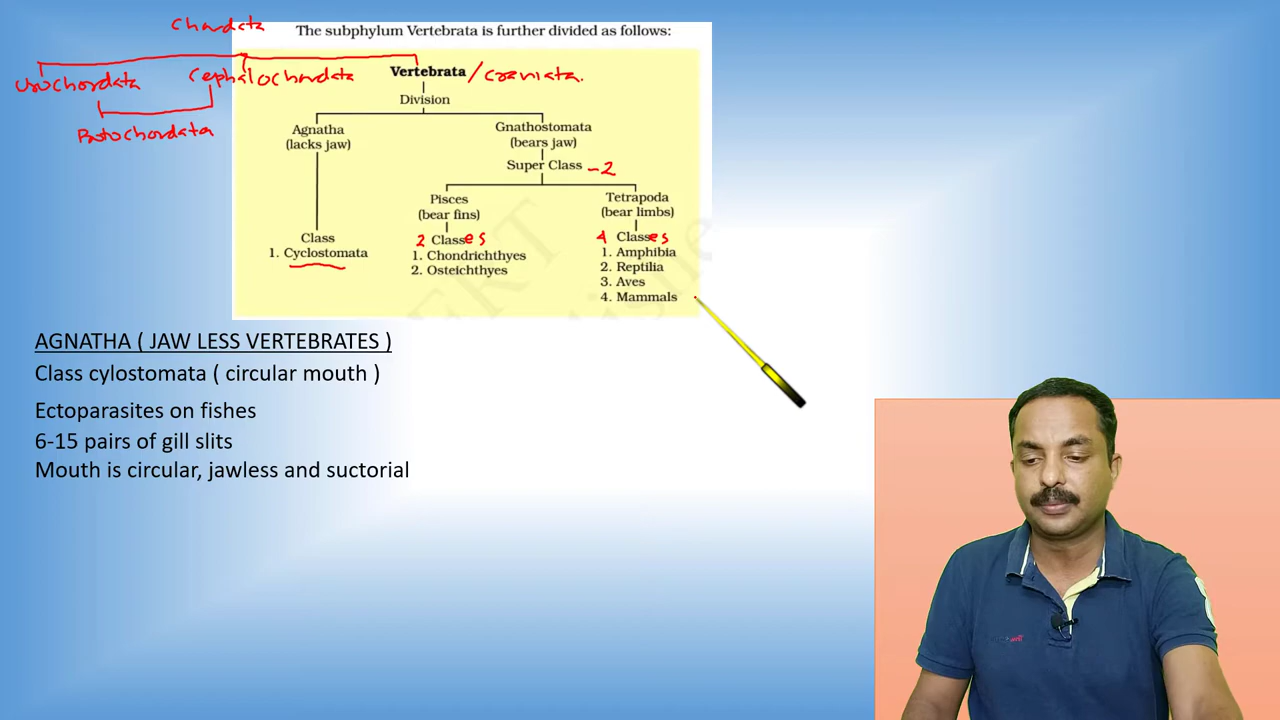 Chordata
The subphylum Vertebrata is further divided as follows:
Urochordata Cephalochordata Vertebrata /Craniata.
Protochordata
Division
Agnatha
(lacks jaw)
Gnathostomata
(bears jaw)
Super Class -2
Pisces
(bear fins)
Tetrapoda
(bear limbs)
Class
1. Cyclostomata
2 Classes
1. Chondrichthyes
2. Osteichthyes
4 Classes
1. Amphibia
2. Reptilia
3. Aves
4. Mammals
AGNATHA ( JAW LESS VERTEBRATES )
Class cylostomata ( circular mouth )
Ectoparasites on fishes
6-15 pairs of gill slits
Mouth is circular, jawless and suctorial